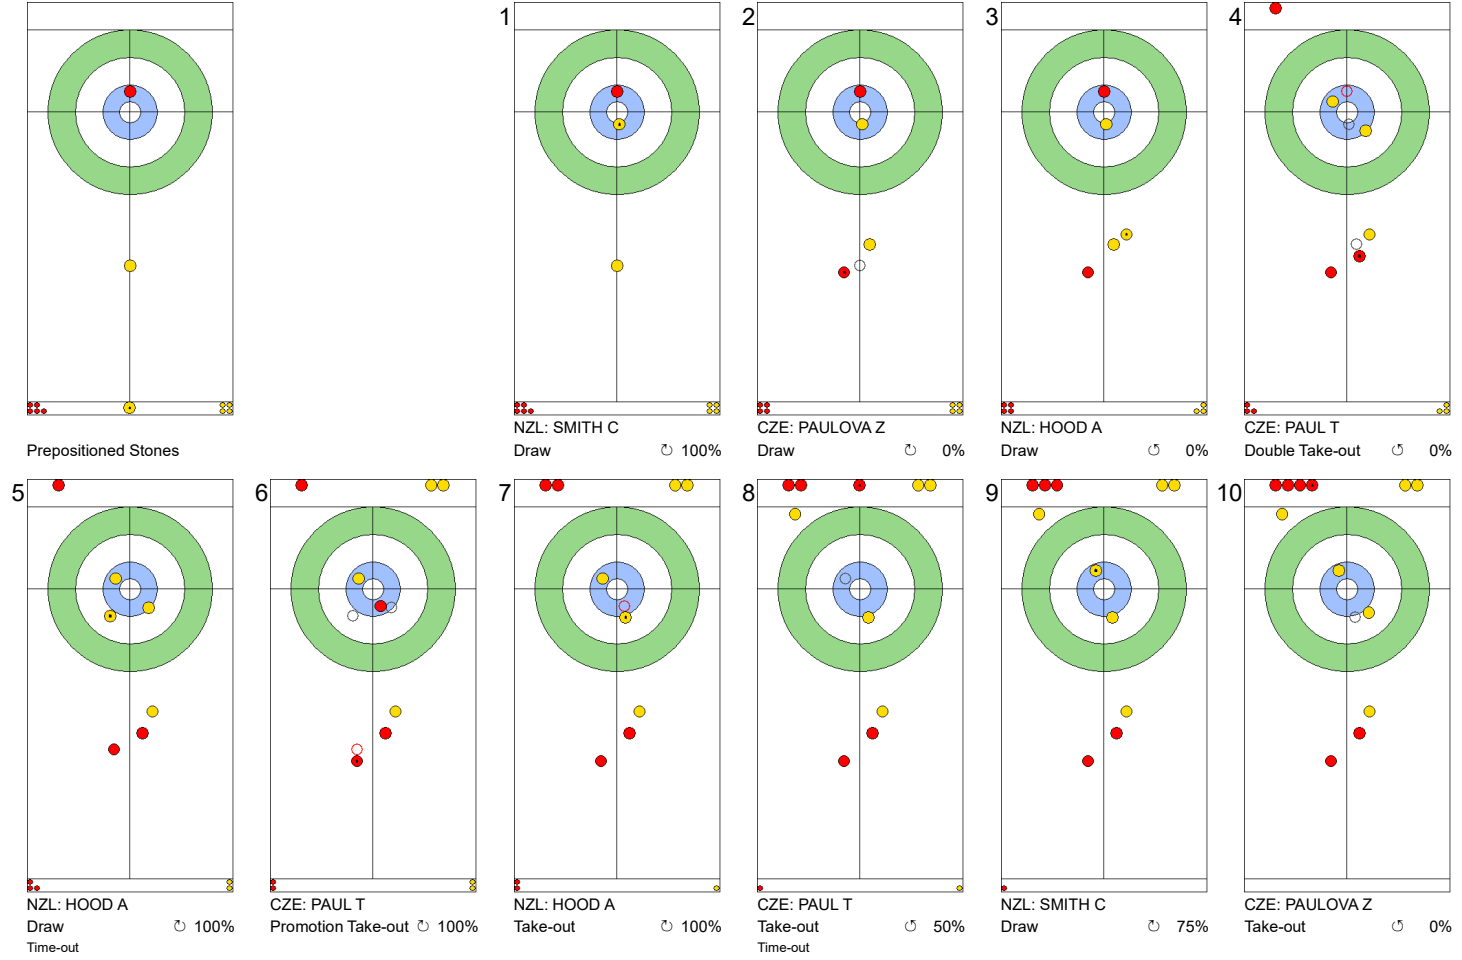 1
2
3
4
Prepositioned Stones
NZL: SMITH C
Draw ↻ 100%
CZE: PAULOVA Z
Draw ↻ 0%
NZL: HOOD A
Draw ↺ 0%
CZE: PAUL T
Double Take-out ↺ 0%
5
6
7
8
9
10
NZL: HOOD A
Draw ↻ 100%
Time-out
CZE: PAUL T
Promotion Take-out ↻ 100%
NZL: HOOD A
Take-out ↻ 100%
CZE: PAUL T
Take-out ↺ 50%
Time-out
NZL: SMITH C
Draw ↻ 75%
CZE: PAULOVA Z
Take-out ↺ 0%